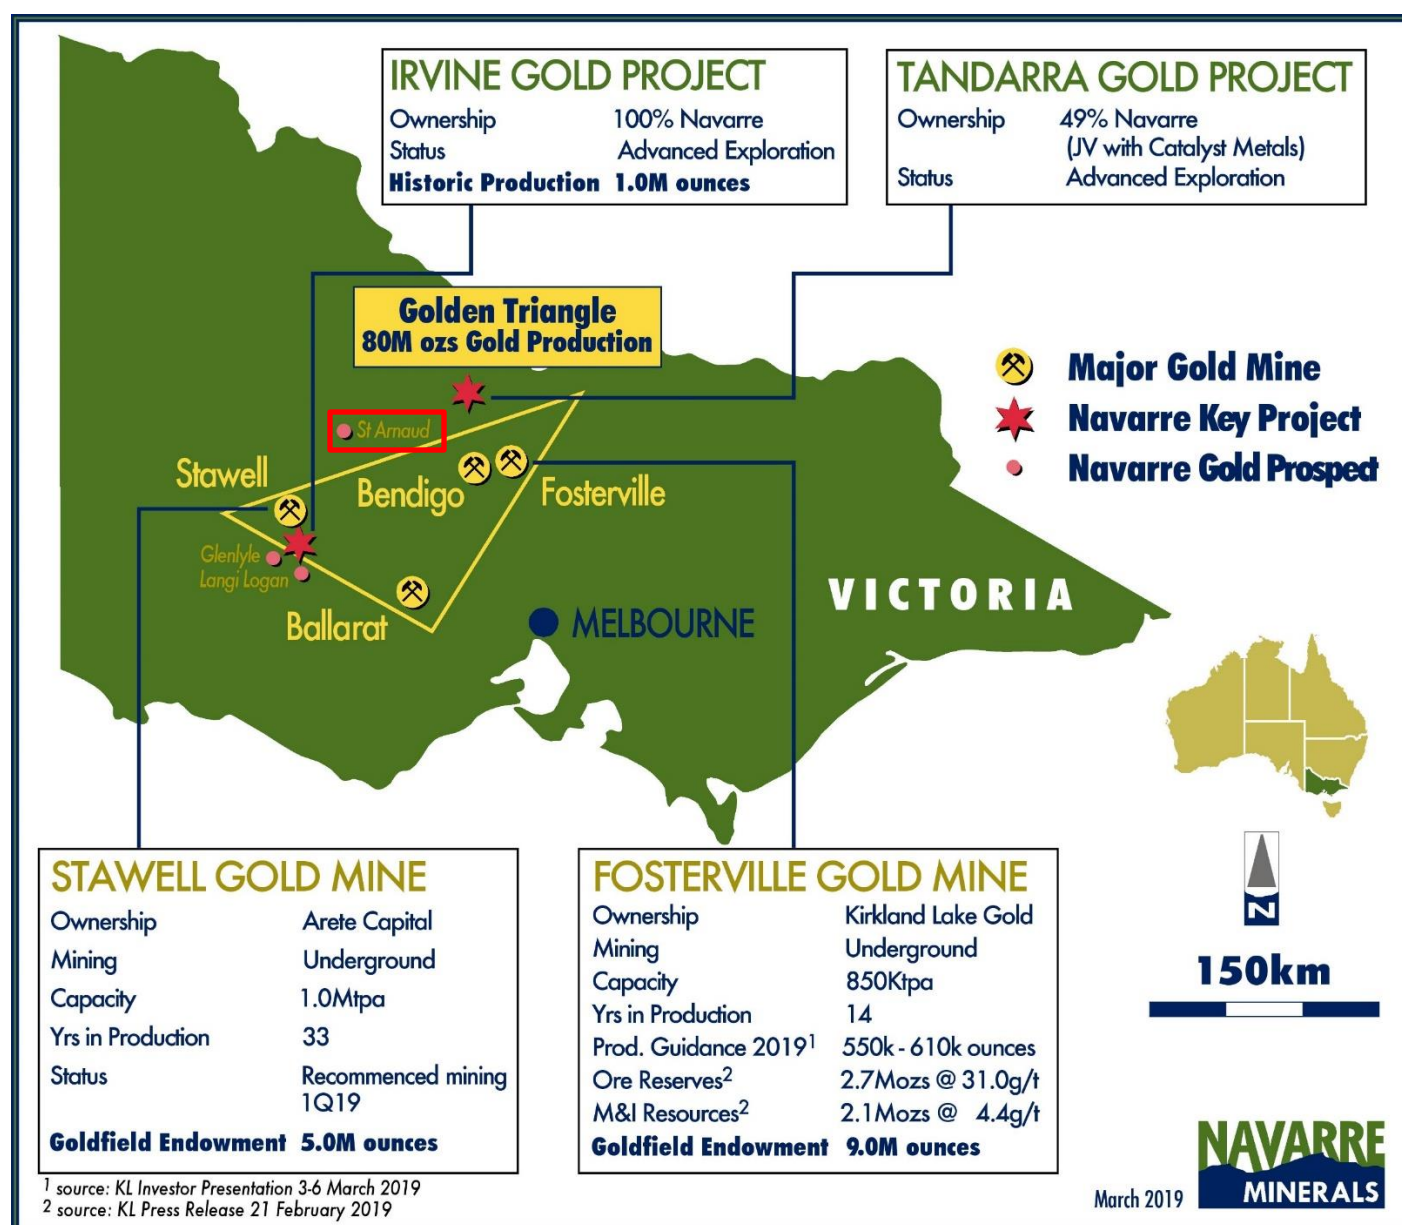 IRVINE GOLD PROJECT
Ownership 100% Navarre
Status Advanced Exploration
Historic Production 1.0M ounces
TANDARRA GOLD PROJECT
Ownership 49% Navarre
(JV with Catalyst Metals)
Status Advanced Exploration
Golden Triangle
80M ozs Gold Production
Major Gold Mine
Navarre Key Project
Navarre Gold Prospect
St Arnaud
Stawell
Bendigo
Fosterville
Glenlyle
Langi Logan
Ballarat
MELBOURNE
VICTORIA
STAWELL GOLD MINE
Ownership Arete Capital
Mining Underground
Capacity 1.0Mtpa
Yrs in Production 33
Status Recommenced mining
1Q19
Goldfield Endowment 5.0M ounces
FOSTERVILLE GOLD MINE
Ownership Kirkland Lake Gold
Mining Underground
Capacity 850Ktpa
Yrs in Production 14
Prod. Guidance 2019¹ 550k - 610k ounces
Ore Reserves² 2.7Mozs @ 31.0g/t
M&I Resources² 2.1Mozs @ 4.4g/t
Goldfield Endowment 9.0M ounces
N
150km
¹ source: KL Investor Presentation 3-6 March 2019
² source: KL Press Release 21 February 2019
March 2019
NAVARRE
MINERALS